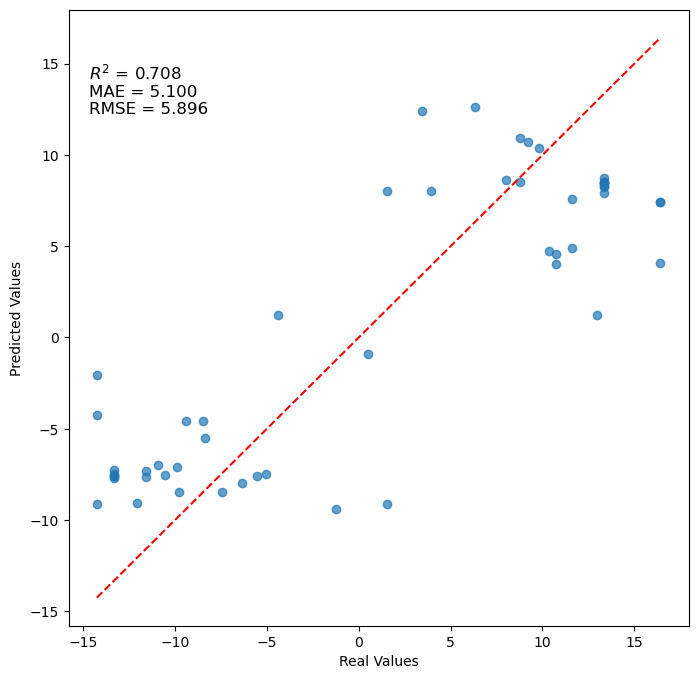 R² = 0.708
MAE = 5.100
RMSE = 5.896
15
10
5
0
−5
−10
−15
Predicted Values
−15 −10 −5 0 5 10 15
Real Values